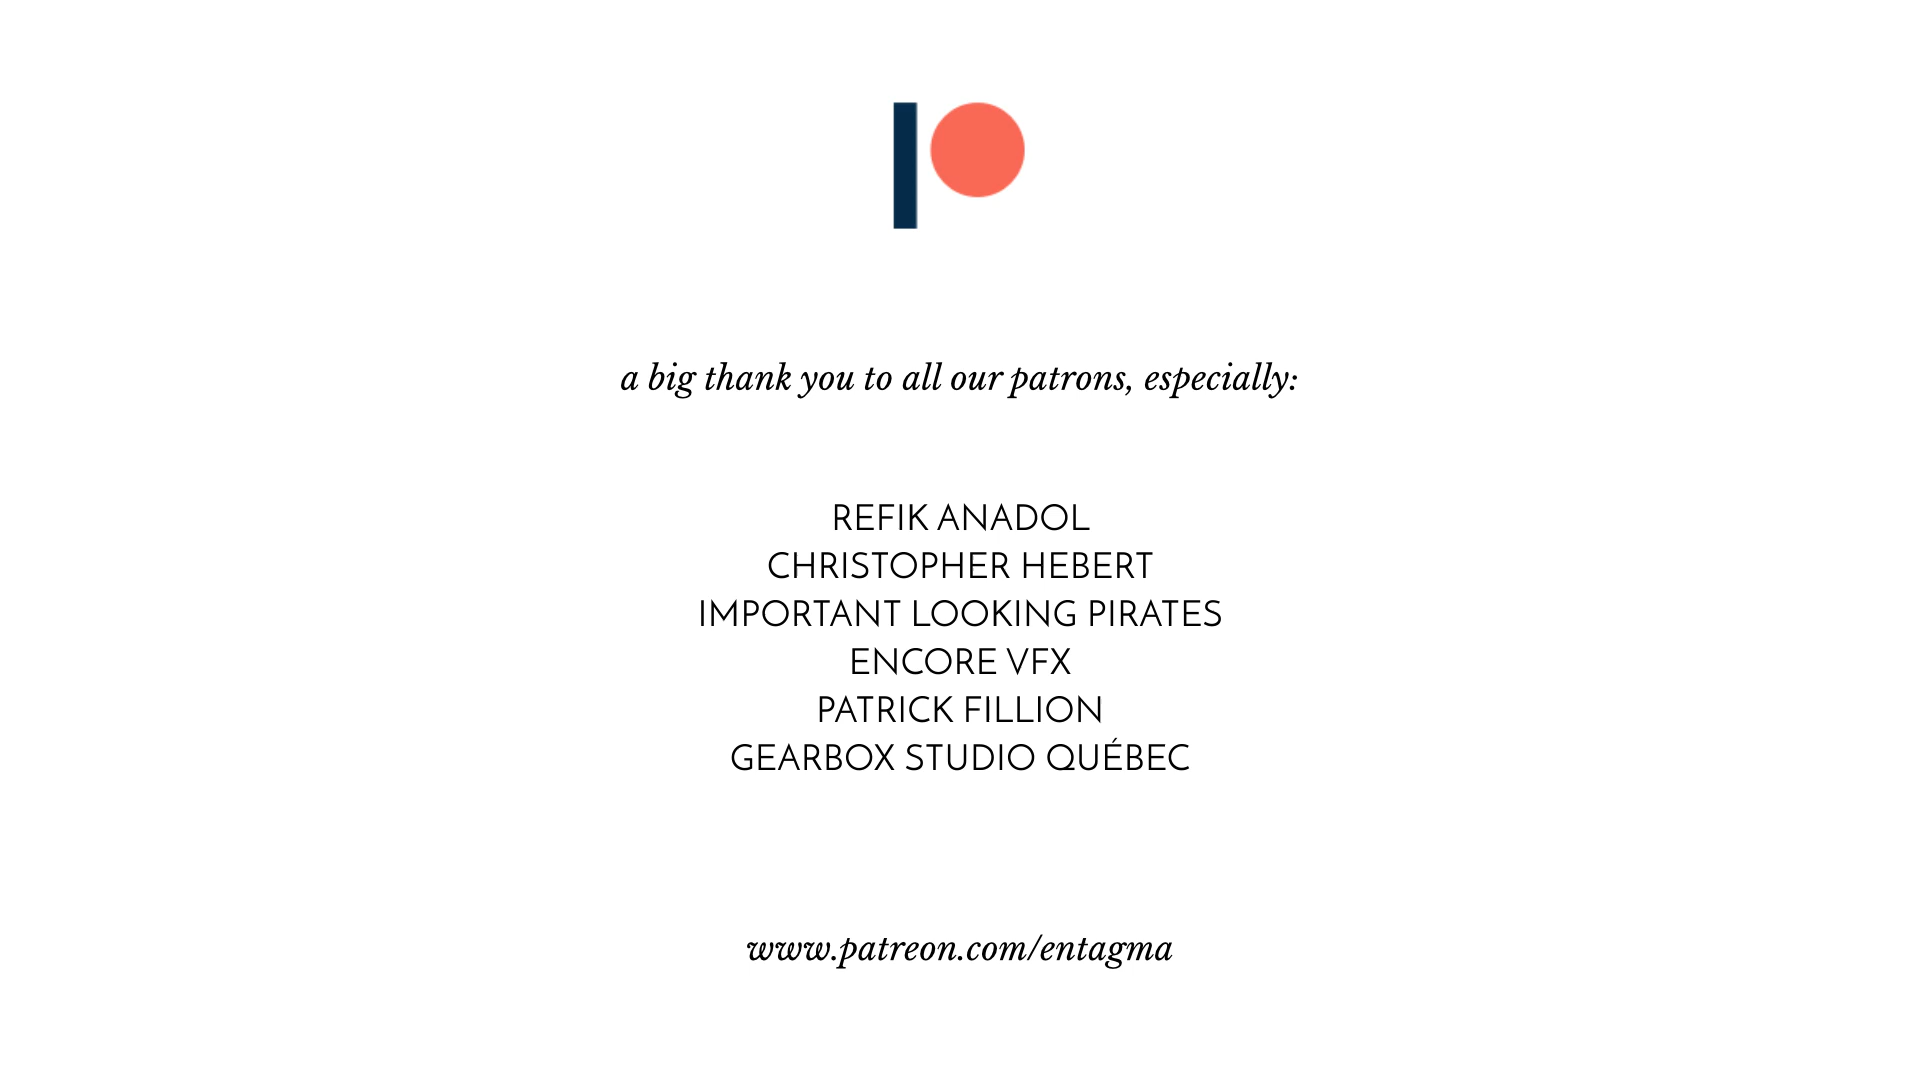 a big thank you to all our patrons, especially:
REFIK ANADOL
CHRISTOPHER HEBERT
IMPORTANT LOOKING PIRATES
ENCORE VFX
PATRICK FILLION
GEARBOX STUDIO QUÉBEC
www.patreon.com/entagma